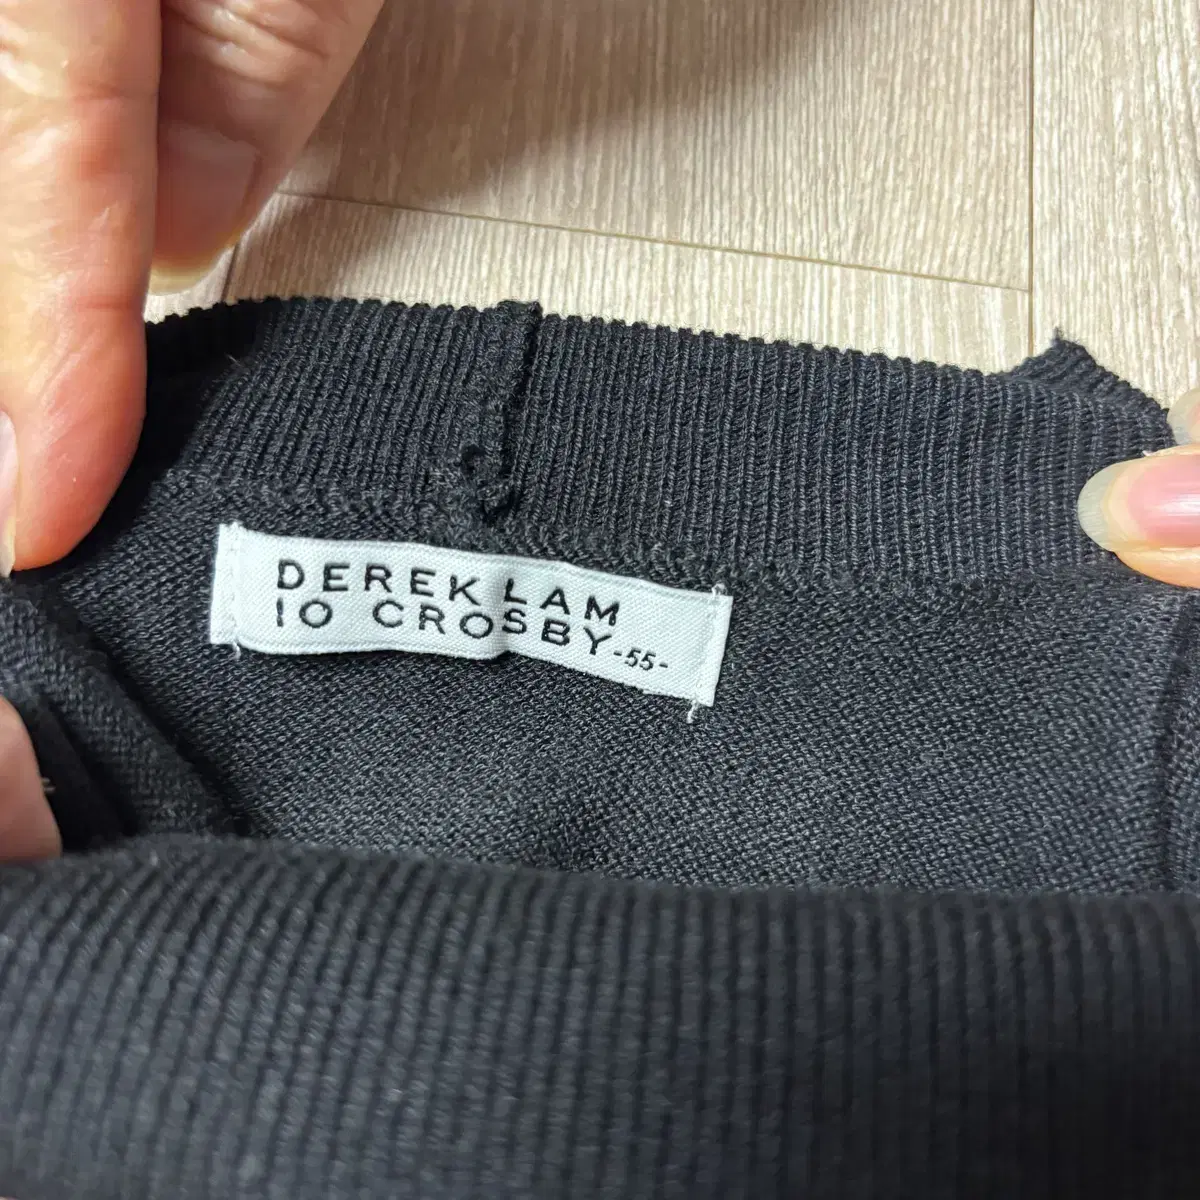 DEREK LAM
10 CROSBY
-55-